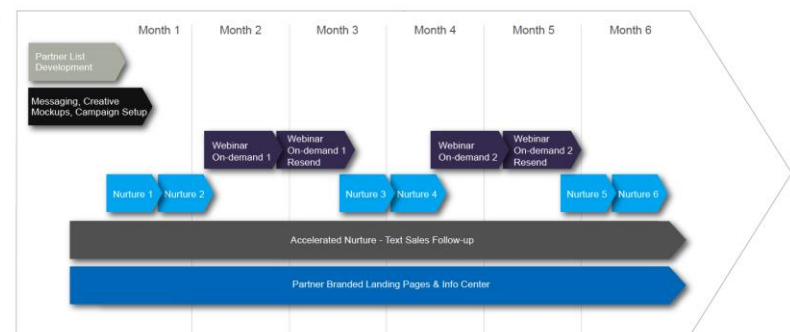 Month 1
Month 2
Month 3
Month 4
Month 5
Month 6
Partner List
Development
Messaging, Creative
Mockups, Campaign Setup
Webinar
On-demand 1
Webinar
On-demand 1
Resend
Webinar
On-demand 2
Webinar
On-demand 2
Resend
Nurture 1
Nurture 2
Nurture 3
Nurture 4
Nurture 5
Nurture 6
Accelerated Nurture - Text Sales Follow-up
Partner Branded Landing Pages & Info Center